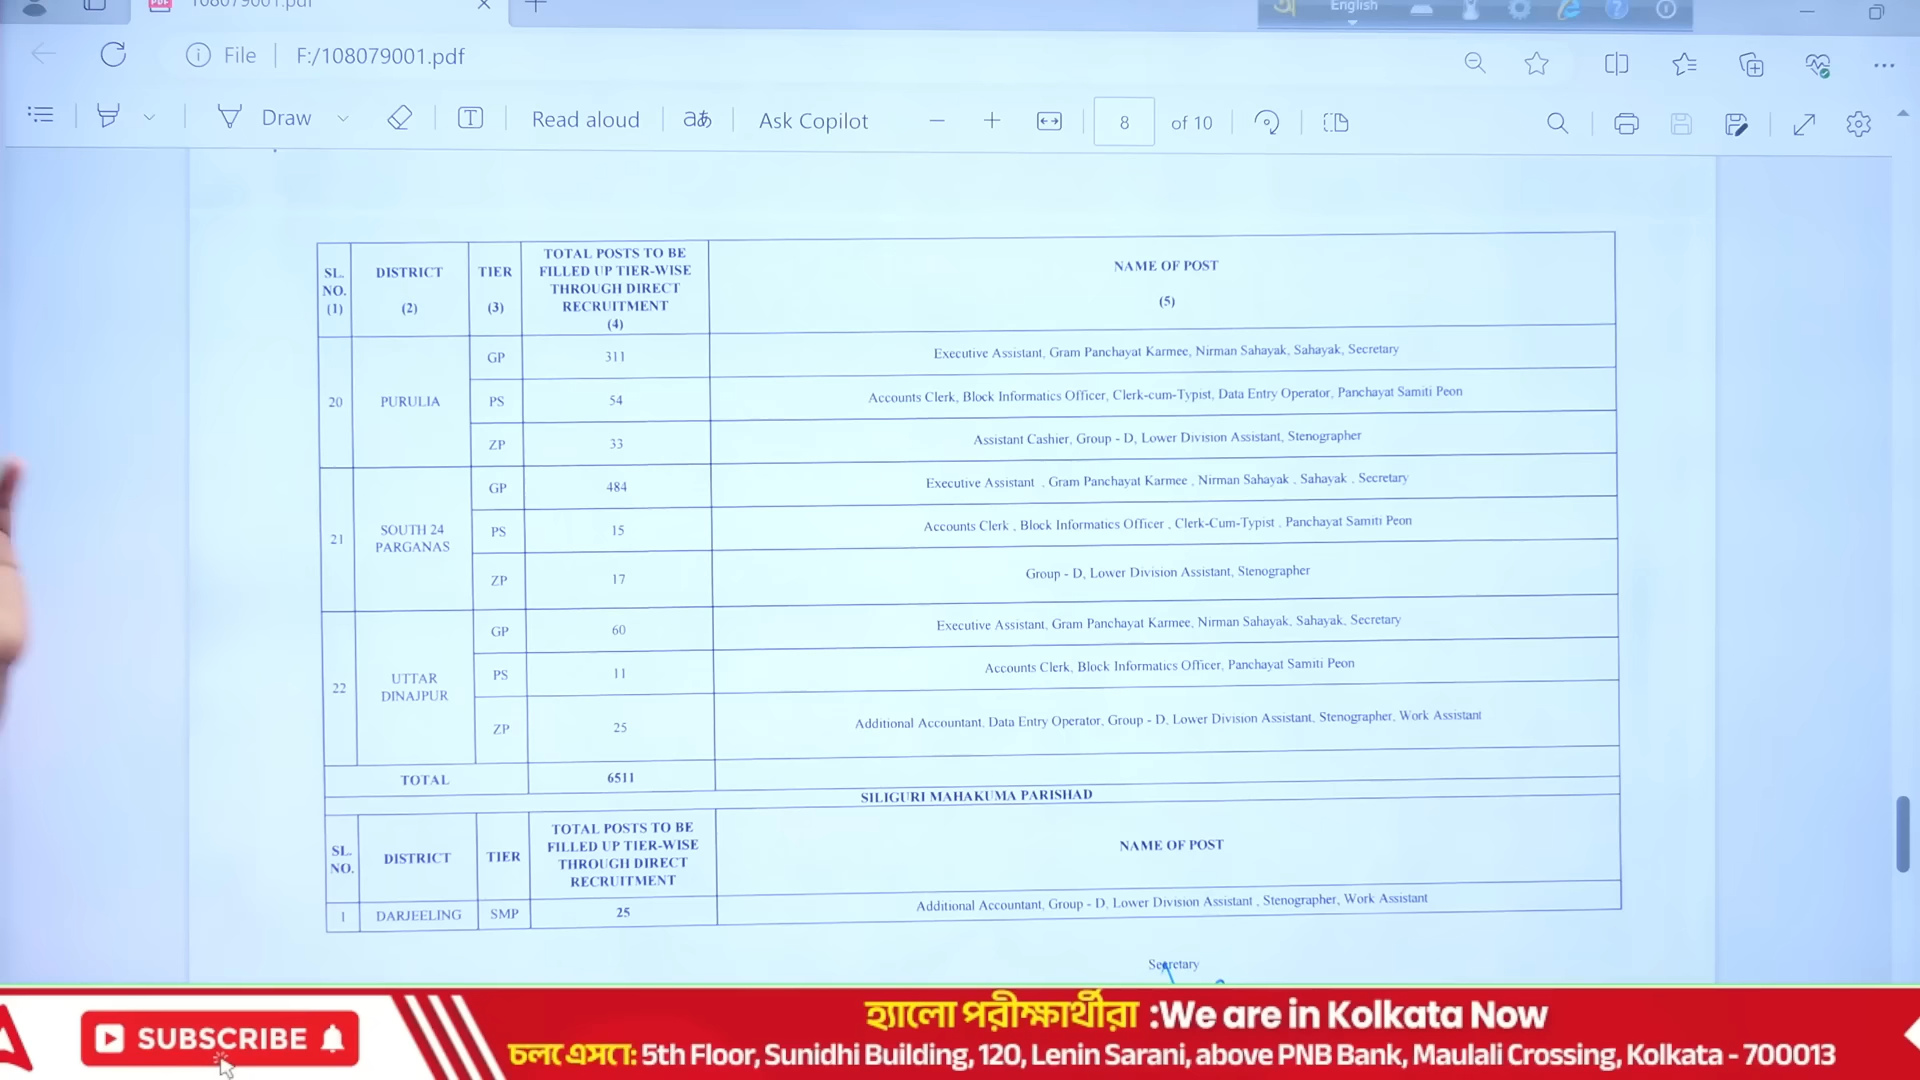 English
File
F:/108079001.pdf
Draw
T
Read aloud
aあ
Ask Copilot
8
of 10
SL. NO. (1)
DISTRICT (2)
TIER (3)
TOTAL POSTS TO BE FILLED UP TIER-WISE THROUGH DIRECT RECRUITMENT (4)
NAME OF POST (5)
20
PURULIA
GP
311
Executive Assistant, Gram Panchayat Karmee, Nirman Sahayak, Sahayak, Secretary
PS
54
Accounts Clerk, Block Informatics Officer, Clerk-cum-Typist, Data Entry Operator, Panchayat Samiti Peon
ZP
33
Assistant Cashier, Group - D, Lower Division Assistant, Stenographer
21
SOUTH 24 PARGANAS
GP
484
Executive Assistant , Gram Panchayat Karmee , Nirman Sahayak , Sahayak , Secretary
PS
15
Accounts Clerk , Block Informatics Officer , Clerk-Cum-Typist , Panchayat Samiti Peon
ZP
17
Group - D, Lower Division Assistant, Stenographer
22
UTTAR DINAJPUR
GP
60
Executive Assistant, Gram Panchayat Karmee, Nirman Sahayak, Sahayak, Secretary
PS
11
Accounts Clerk, Block Informatics Officer, Panchayat Samiti Peon
ZP
25
Additional Accountant, Data Entry Operator, Group - D, Lower Division Assistant, Stenographer, Work Assistant
TOTAL
6511
SILIGURI MAHAKUMA PARISHAD
SL. NO.
DISTRICT
TIER
TOTAL POSTS TO BE FILLED UP TIER-WISE THROUGH DIRECT RECRUITMENT
NAME OF POST
1
DARJEELING
SMP
25
Additional Accountant, Group - D, Lower Division Assistant , Stenographer, Work Assistant
Secretary
SUBSCRIBE
হ্যালো পরীক্ষার্থীরা :We are in Kolkata Now
চলে এসো: 5th Floor, Sunidhi Building, 120, Lenin Sarani, above PNB Bank, Maulali Crossing, Kolkata - 700013